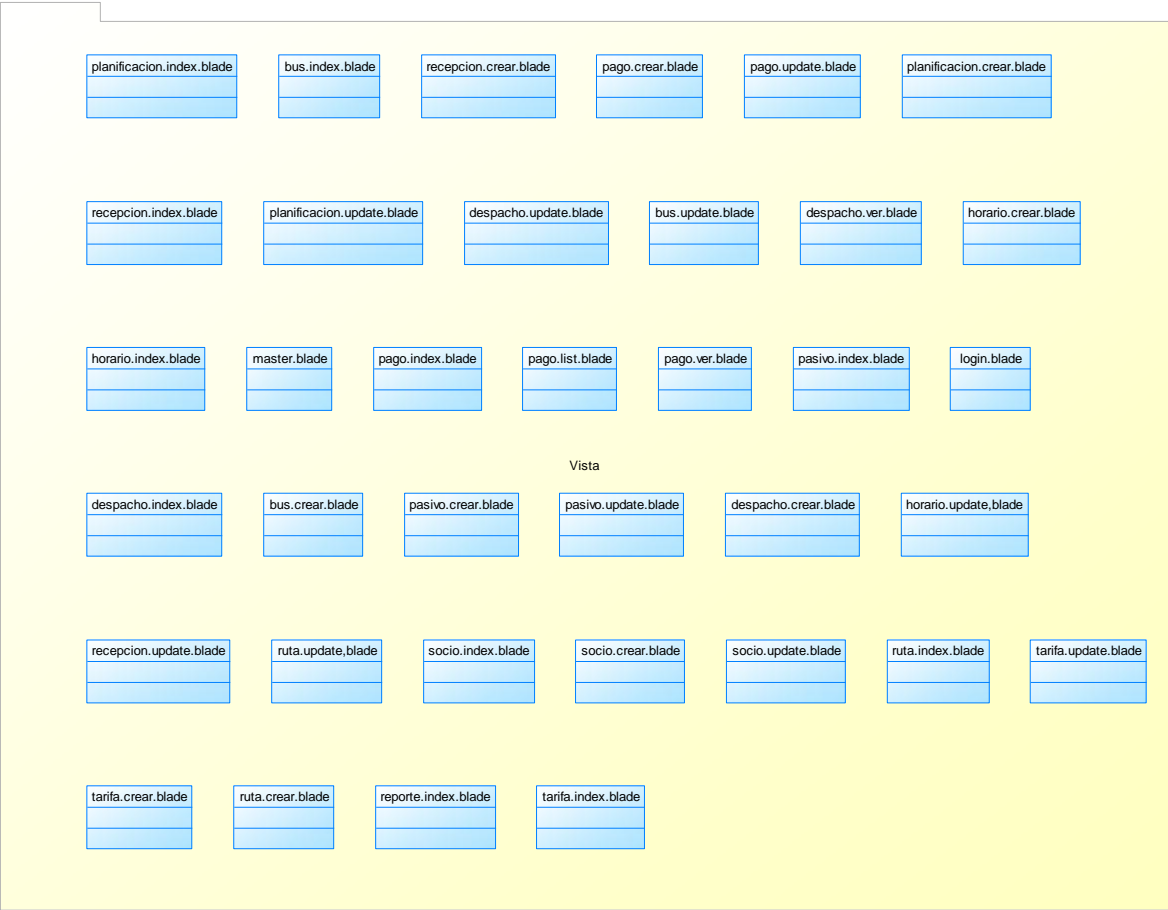 planificacion.index.blade
bus.index.blade
recepcion.crear.blade
pago.crear.blade
pago.update.blade
planificacion.crear.blade
recepcion.index.blade
planificacion.update.blade
despacho.update.blade
bus.update.blade
despacho.ver.blade
horario.crear.blade
horario.index.blade
master.blade
pago.index.blade
pago.list.blade
pago.ver.blade
pasivo.index.blade
login.blade
Vista
despacho.index.blade
bus.crear.blade
pasivo.crear.blade
pasivo.update.blade
despacho.crear.blade
horario.update,blade
recepcion.update.blade
ruta.update,blade
socio.index.blade
socio.crear.blade
socio.update.blade
ruta.index.blade
tarifa.update.blade
tarifa.crear.blade
ruta.crear.blade
reporte.index.blade
tarifa.index.blade